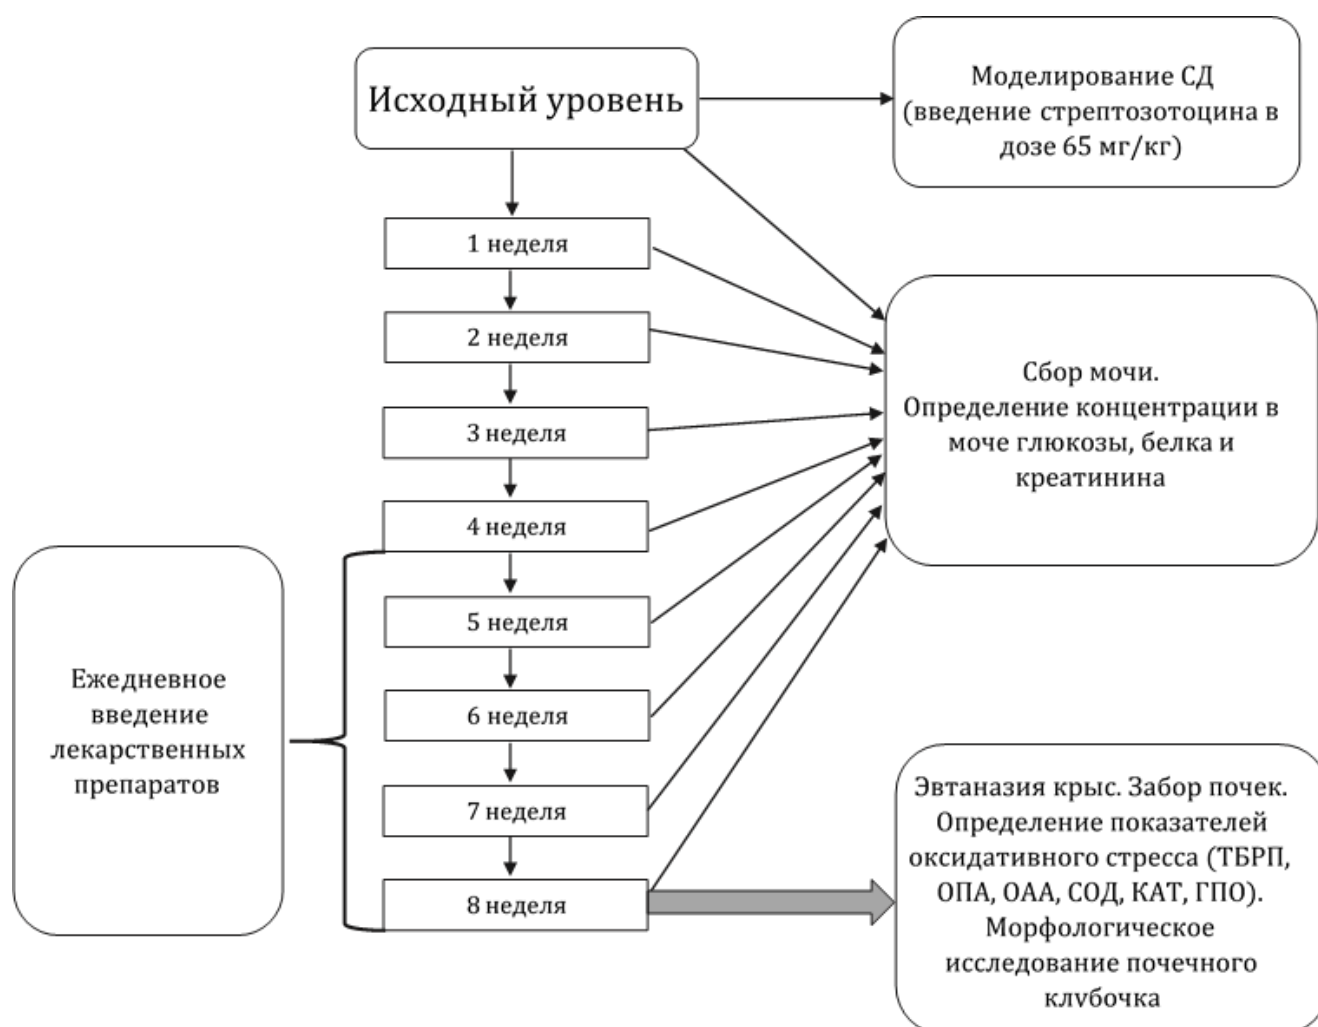 Исходный уровень
Моделирование СД
(введение стрептозотоцина в
дозе 65 мг/кг)
1 неделя
2 неделя
3 неделя
4 неделя
5 неделя
6 неделя
7 неделя
8 неделя
Сбор мочи.
Определение концентрации в
моче глюкозы, белка и
креатинина
Ежедневное
введение
лекарственных
препаратов
Эвтаназия крыс. Забор почек.
Определение показателей
оксидативного стресса (ТБРП,
ОПА, ОАА, СОД, КАТ, ГПО).
Морфологическое
исследование почечного
клубочка